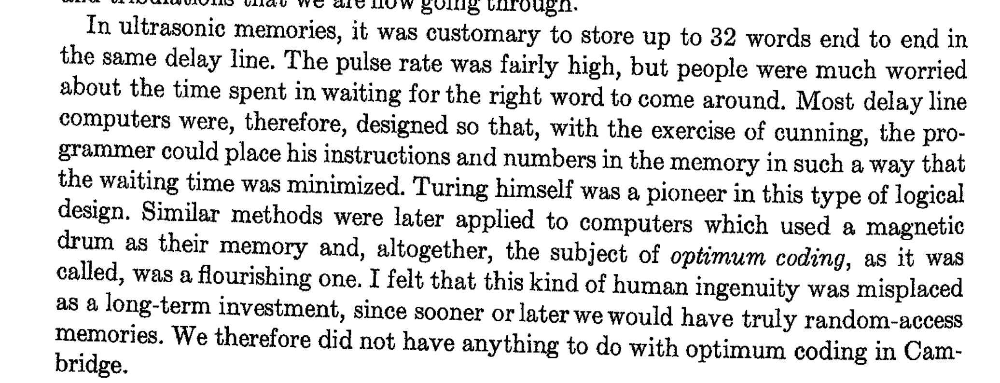 and tribulations that we are now going through.
In ultrasonic memories, it was customary to store up to 32 words end to end in
the same delay line. The pulse rate was fairly high, but people were much worried
about the time spent in waiting for the right word to come around. Most delay line
computers were, therefore, designed so that, with the exercise of cunning, the pro-
grammer could place his instructions and numbers in the memory in such a way that
the waiting time was minimized. Turing himself was a pioneer in this type of logical
design. Similar methods were later applied to computers which used a magnetic
drum as their memory and, altogether, the subject of optimum coding, as it was
called, was a flourishing one. I felt that this kind of human ingenuity was misplaced
as a long-term investment, since sooner or later we would have truly random-access
memories. We therefore did not have anything to do with optimum coding in Cam-
bridge.